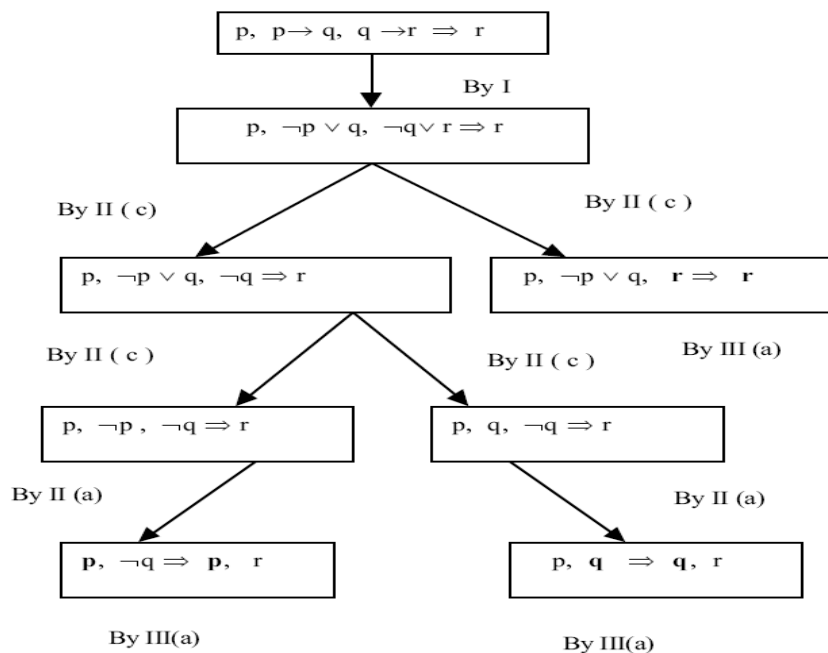 p, p→ q, q →r ⇒ r
By I
p, ¬p ∨ q, ¬q∨ r ⇒ r
By II ( c) By II ( c )
p, ¬p ∨ q, ¬q ⇒ r p, ¬p ∨ q, r ⇒ r
By II ( c ) By II ( c ) By III (a)
p, ¬p , ¬q ⇒ r p, q, ¬q ⇒ r
By II (a) By II (a)
p, ¬q ⇒ p, r p, q ⇒ q, r
By III(a) By III(a)